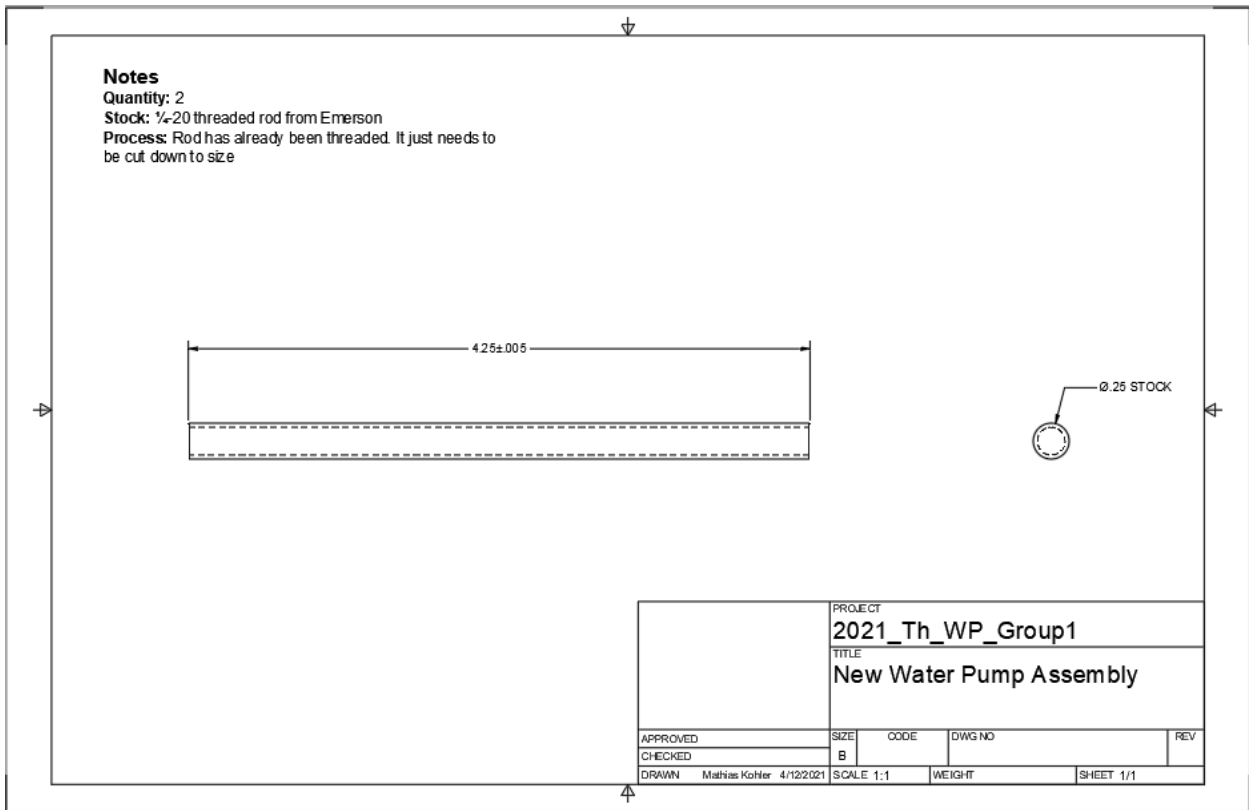 Notes
Quantity: 2
Stock: ¼-20 threaded rod from Emerson
Process: Rod has already been threaded. It just needs to
be cut down to size
4.25±.005
Ø.25 STOCK
PROJECT
2021_Th_WP_Group1
TITLE
New Water Pump Assembly
APPROVED
SIZE CODE DWG NO REV
CHECKED
B
DRAWN Mathias Kohler 4/12/2021 SCALE 1:1 WEIGHT SHEET 1/1